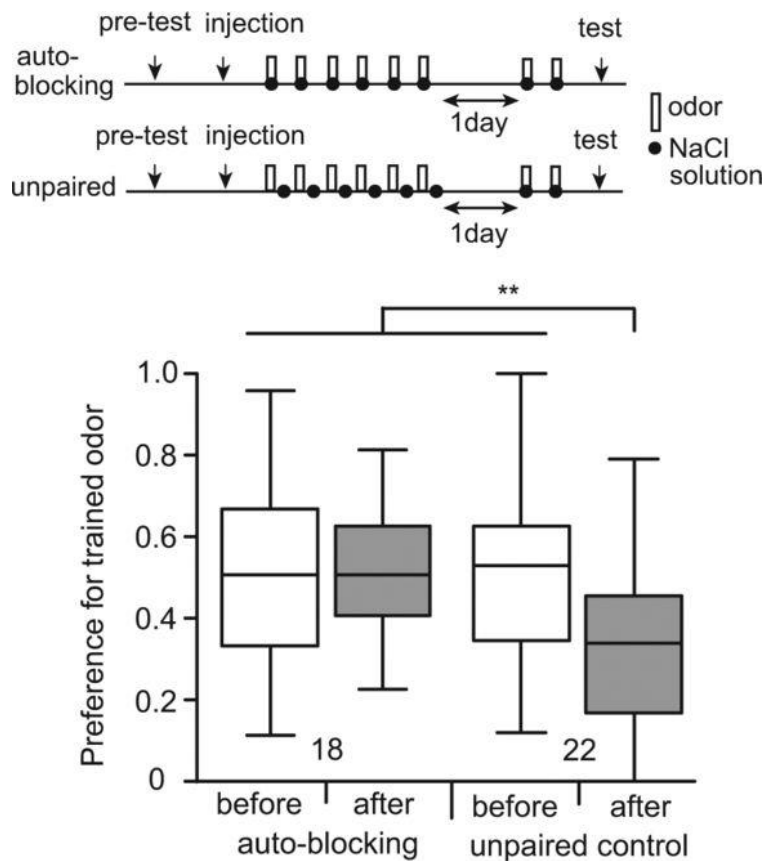 pre-test injection
auto-
blocking
test
1day
odor
NaCl
solution
pre-test injection
unpaired
test
1day
**
Preference for trained odor
1.0
0.8
0.6
0.4
0.2
0
18
22
before after before after
auto-blocking unpaired control